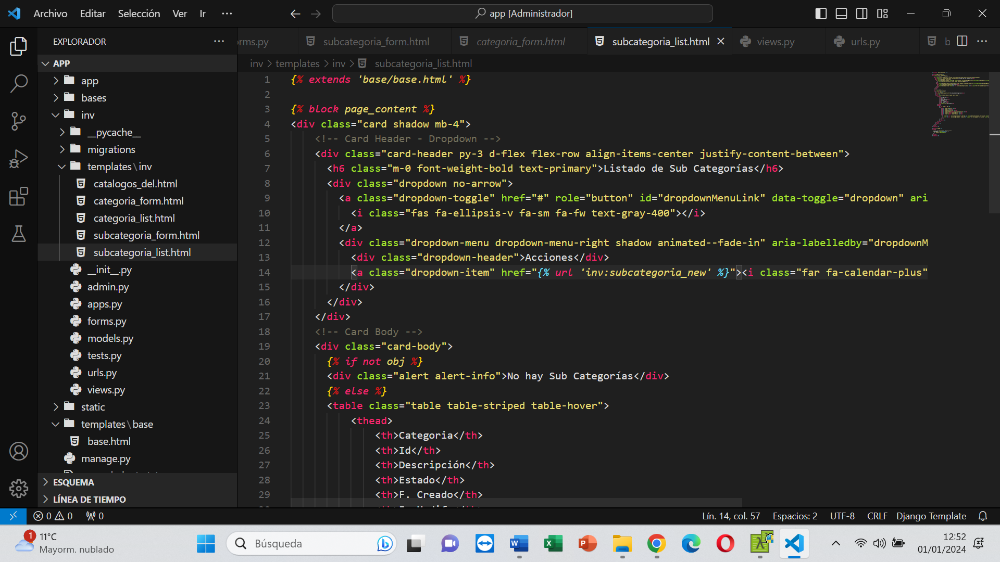 Archivo Editar Selección Ver Ir ··· app [Administrador]
EXPLORADOR ···
orms.py subcategoria_form.html categoria_form.html subcategoria_list.html views.py urls.py b ···
APP
inv > templates > inv > subcategoria_list.html
app
bases
inv
__pycache__
migrations
templates\inv
catalogos_del.html
categoria_form.html
categoria_list.html
subcategoria_form.html
subcategoria_list.html
__init__.py
admin.py
apps.py
forms.py
models.py
tests.py
urls.py
views.py
static
templates\base
base.html
manage.py
ESQUEMA
LÍNEA DE TIEMPO
1 {% extends 'base/base.html' %}
2
3 {% block page_content %}
4 <div class="card shadow mb-4">
5 <!-- Card Header - Dropdown -->
6 <div class="card-header py-3 d-flex flex-row align-items-center justify-content-between">
7 <h6 class="m-0 font-weight-bold text-primary">Listado de Sub Categorías</h6>
8 <div class="dropdown no-arrow">
9 <a class="dropdown-toggle" href="#" role="button" id="dropdownMenuLink" data-toggle="dropdown" ari
10 <i class="fas fa-ellipsis-v fa-sm fa-fw text-gray-400"></i>
11 </a>
12 <div class="dropdown-menu dropdown-menu-right shadow animated--fade-in" aria-labelledby="dropdownM
13 <div class="dropdown-header">Acciones</div>
14 <a class="dropdown-item" href="{% url 'inv:subcategoria_new' %}"><i class="far fa-calendar-plus"
15 </div>
16 </div>
17 </div>
18 <!-- Card Body -->
19 <div class="card-body">
20 {% if not obj %}
21 <div class="alert alert-info">No hay Sub Categorías</div>
22 {% else %}
23 <table class="table table-striped table-hover">
24 <thead>
25 <th>Categoria</th>
26 <th>Id</th>
27 <th>Descripción</th>
28 <th>Estado</th>
29 <th>F. Creado</th>
0 0 0 Lín. 14, col. 57 Espacios: 2 UTF-8 CRLF Django Template
1 11°C
Mayorm. nublado
Búsqueda
12:52
01/01/2024